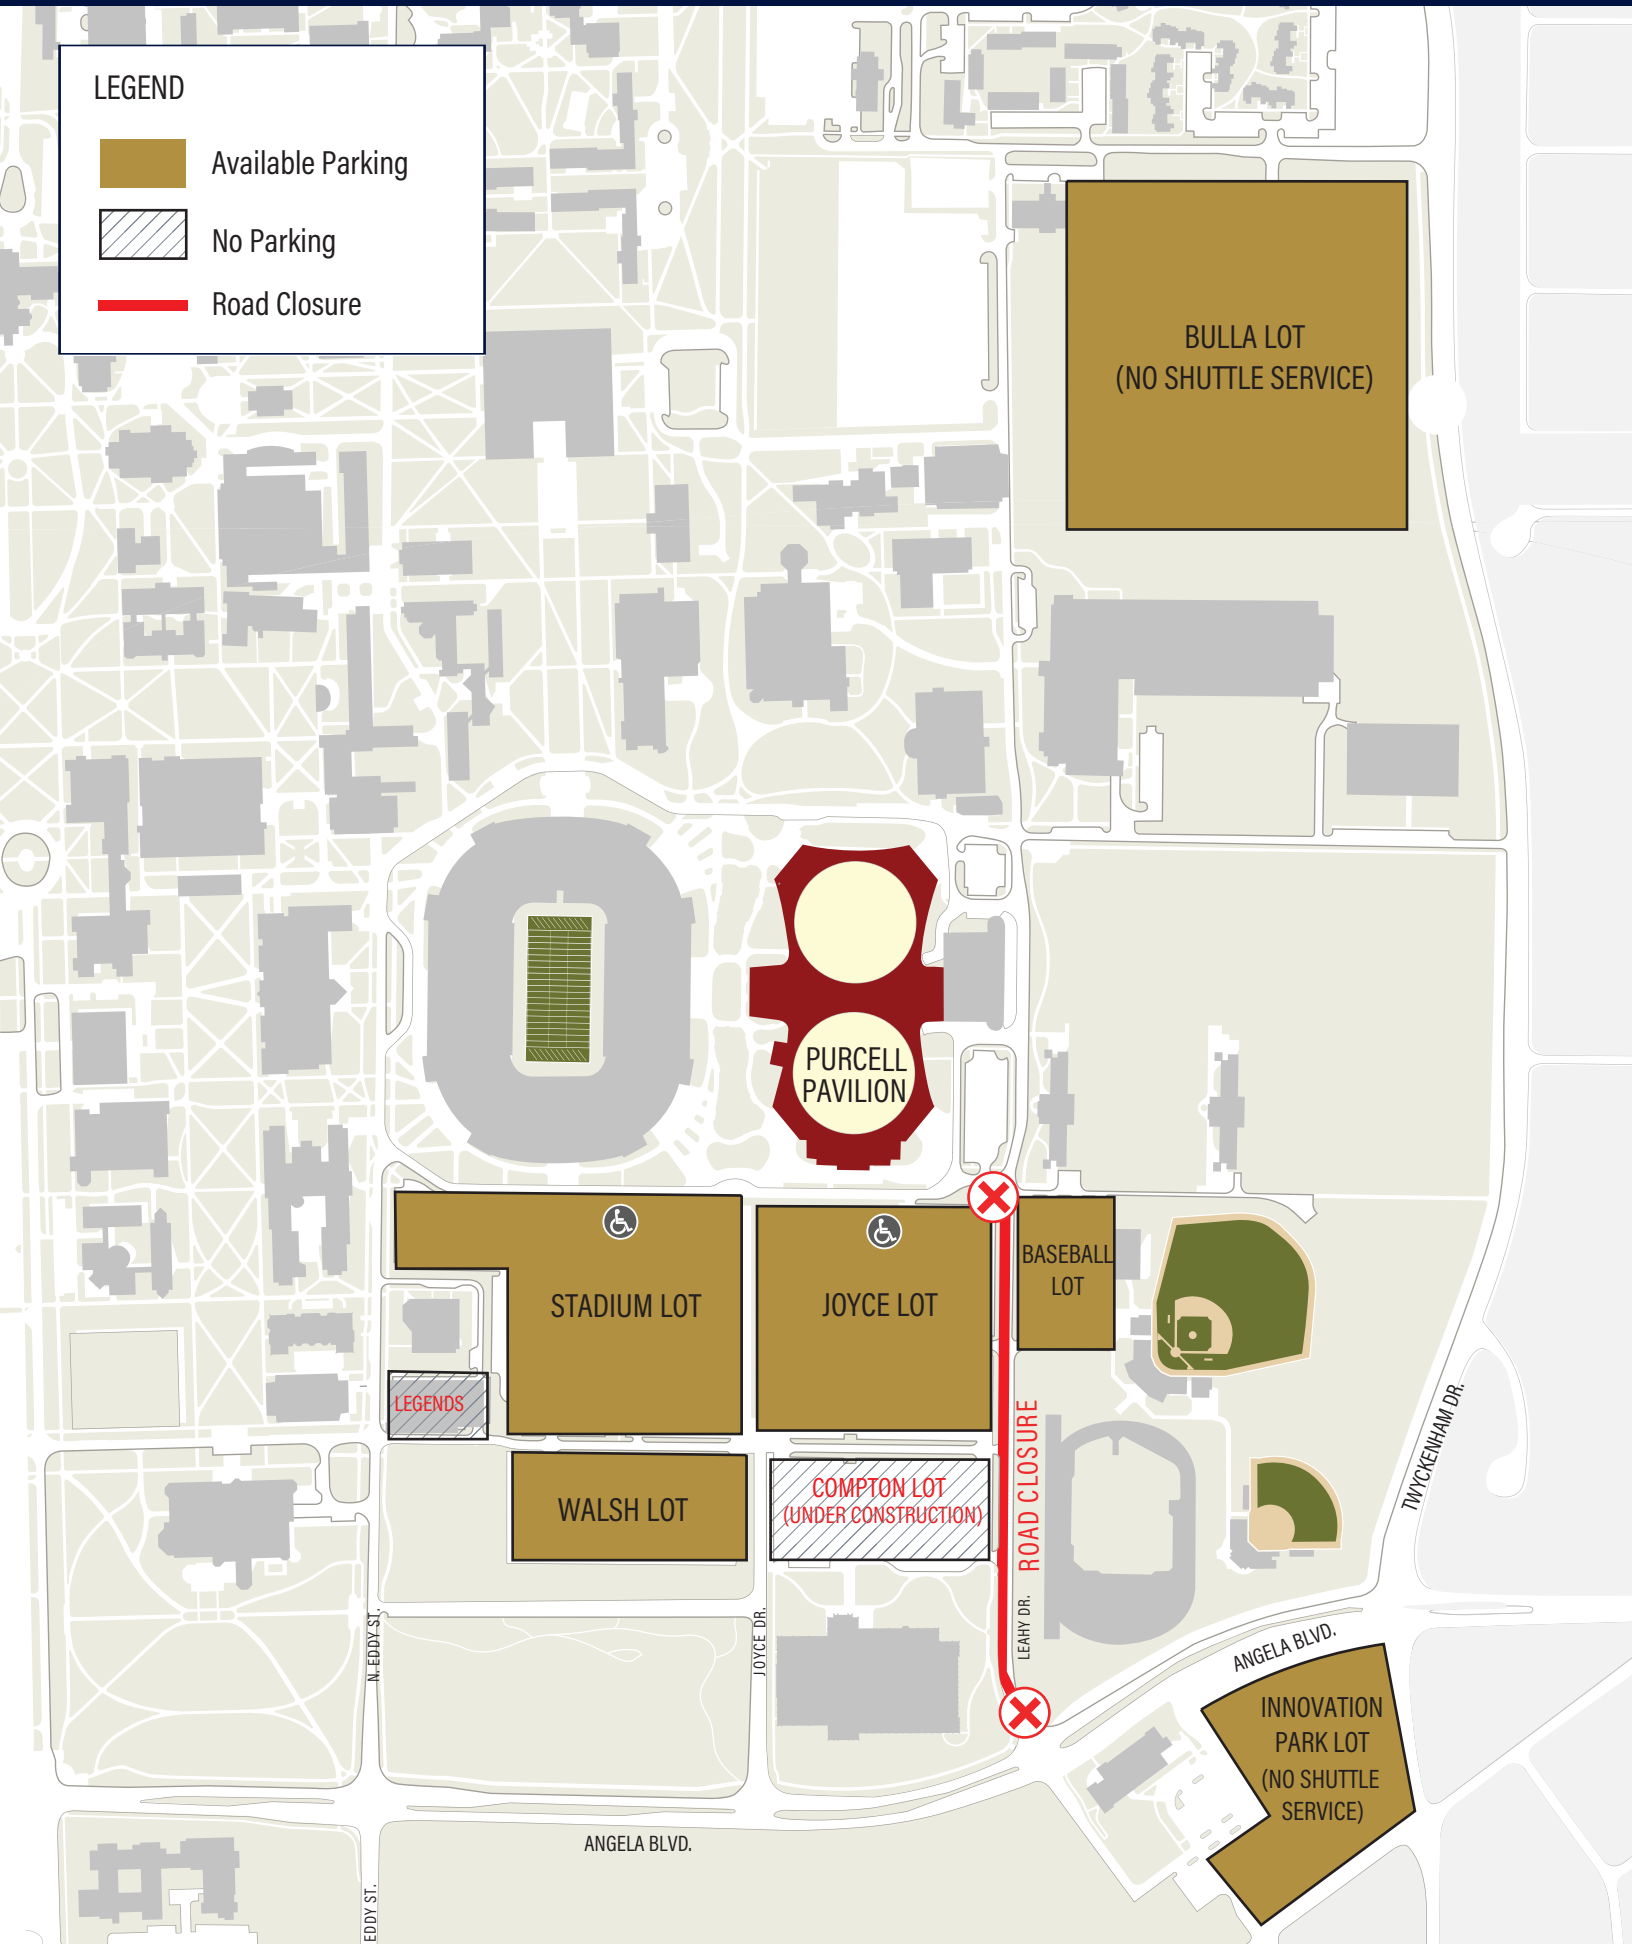 LEGEND
Available Parking
No Parking
Road Closure
BULLA LOT
(NO SHUTTLE SERVICE)
PURCELL
PAVILION
STADIUM LOT
JOYCE LOT
BASEBALL
LOT
LEGENDS
WALSH LOT
COMPTON LOT
(UNDER CONSTRUCTION)
ROAD CLOSURE
LEAHY DR.
TWYCKENHAM DR.
N. EDDY ST.
JOYCE DR.
ANGELA BLVD.
INNOVATION
PARK LOT
(NO SHUTTLE
SERVICE)
ANGELA BLVD.
EDDY ST.